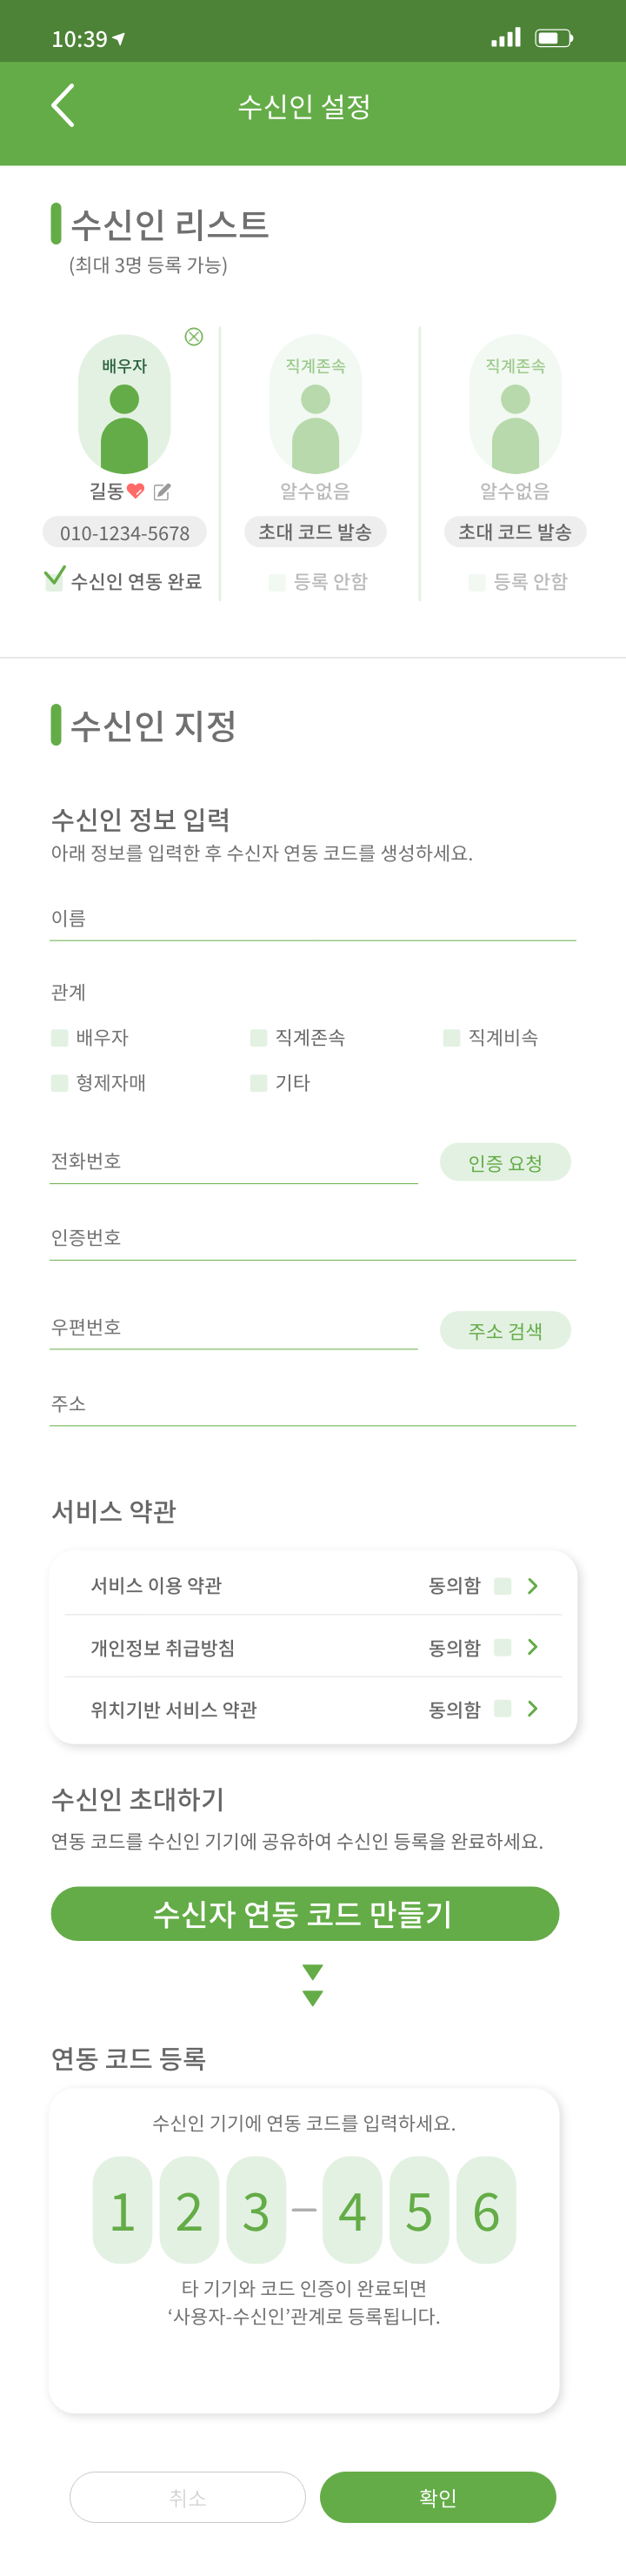 10:39
수신인 설정
수신인 리스트
(최대 3명 등록 가능)
배우자 직계존속 직계존속
길동 알수없음 알수없음
010-1234-5678 초대 코드 발송 초대 코드 발송
수신인 연동 완료 등록 안함 등록 안함
수신인 지정
수신인 정보 입력
아래 정보를 입력한 후 수신자 연동 코드를 생성하세요.
이름
관계
배우자 직계존속 직계비속
형제자매 기타
전화번호 인증 요청
인증번호
우편번호 주소 검색
주소
서비스 약관
서비스 이용 약관 동의함
개인정보 취급방침 동의함
위치기반 서비스 약관 동의함
수신인 초대하기
연동 코드를 수신인 기기에 공유하여 수신인 등록을 완료하세요.
수신자 연동 코드 만들기
연동 코드 등록
수신인 기기에 연동 코드를 입력하세요.
1 2 3 – 4 5 6
타 기기와 코드 인증이 완료되면
‘사용자-수신인’관계로 등록됩니다.
취소 확인